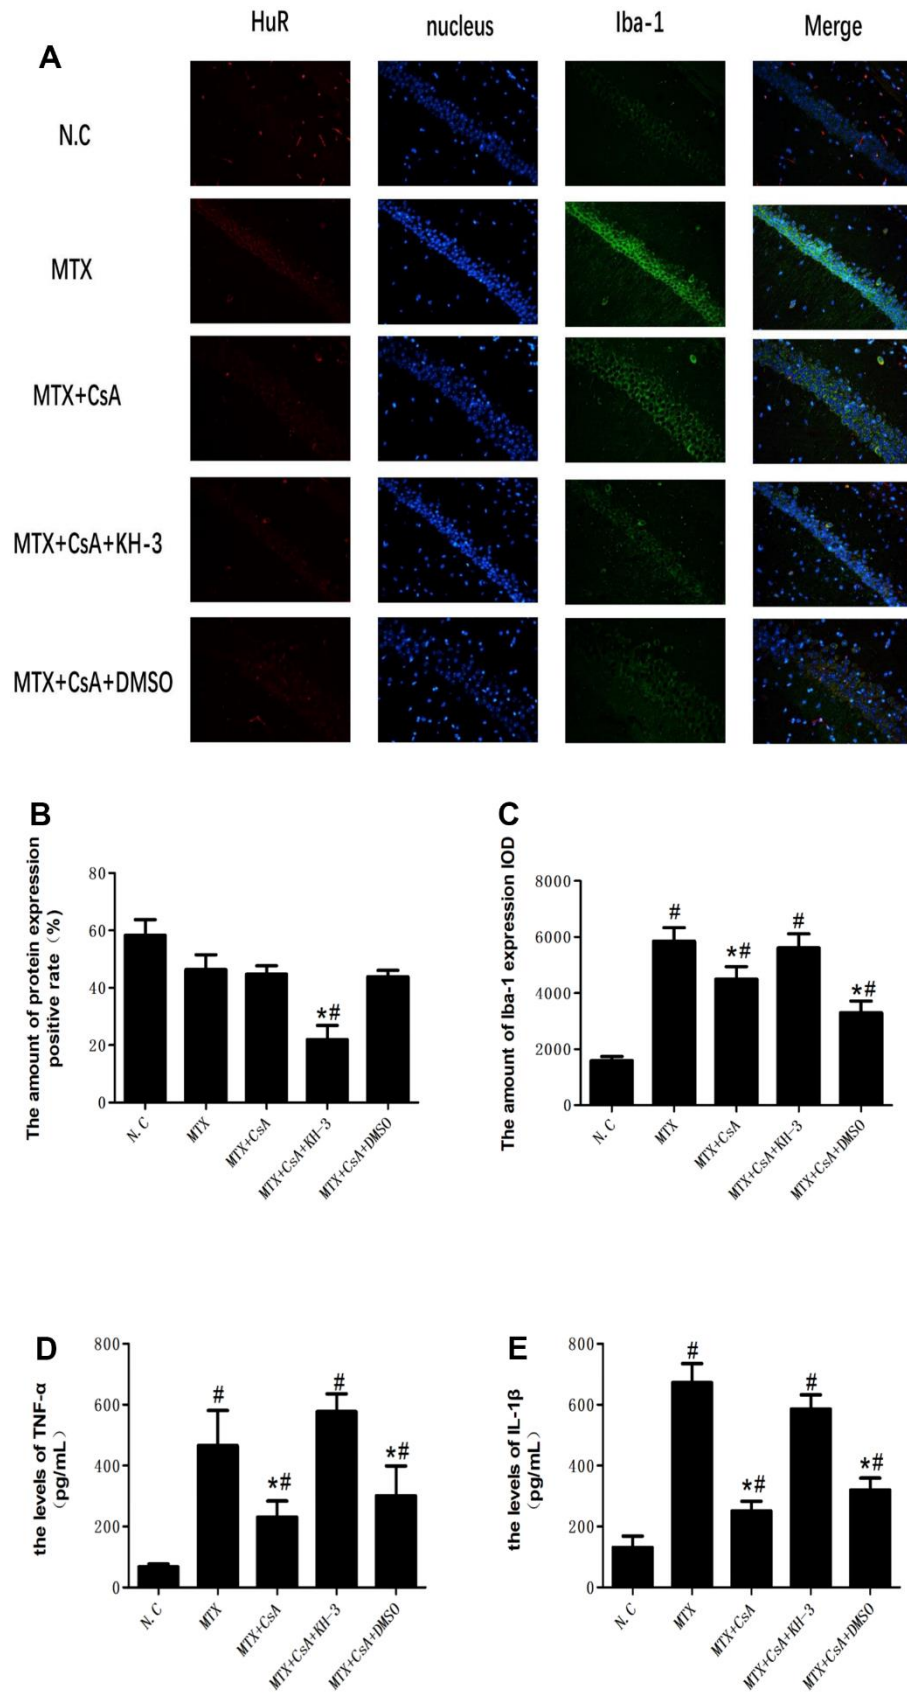 HuR nucleus Iba-1 Merge
A
N.C
MTX
MTX+CsA
MTX+CsA+KH-3
MTX+CsA+DMSO
B
The amount of protein expression
positive rate (%)
80
60
40
20
0
*#
N.C MTX MTX+CsA MTX+CsA+KH-3 MTX+CsA+DMSO
C
The amount of Iba-1 expression IOD
8000
6000
4000
2000
0
# *# # *#
N.C MTX MTX+CsA MTX+CsA+KH-3 MTX+CsA+DMSO
D
the levels of TNF-α
(pg/mL)
800
600
400
200
0
# *# # *#
N.C MTX MTX+CsA MTX+CsA+KH-3 MTX+CsA+DMSO
E
the levels of IL-1β
(pg/mL)
800
600
400
200
0
# *# # *#
N.C MTX MTX+CsA MTX+CsA+KH-3 MTX+CsA+DMSO